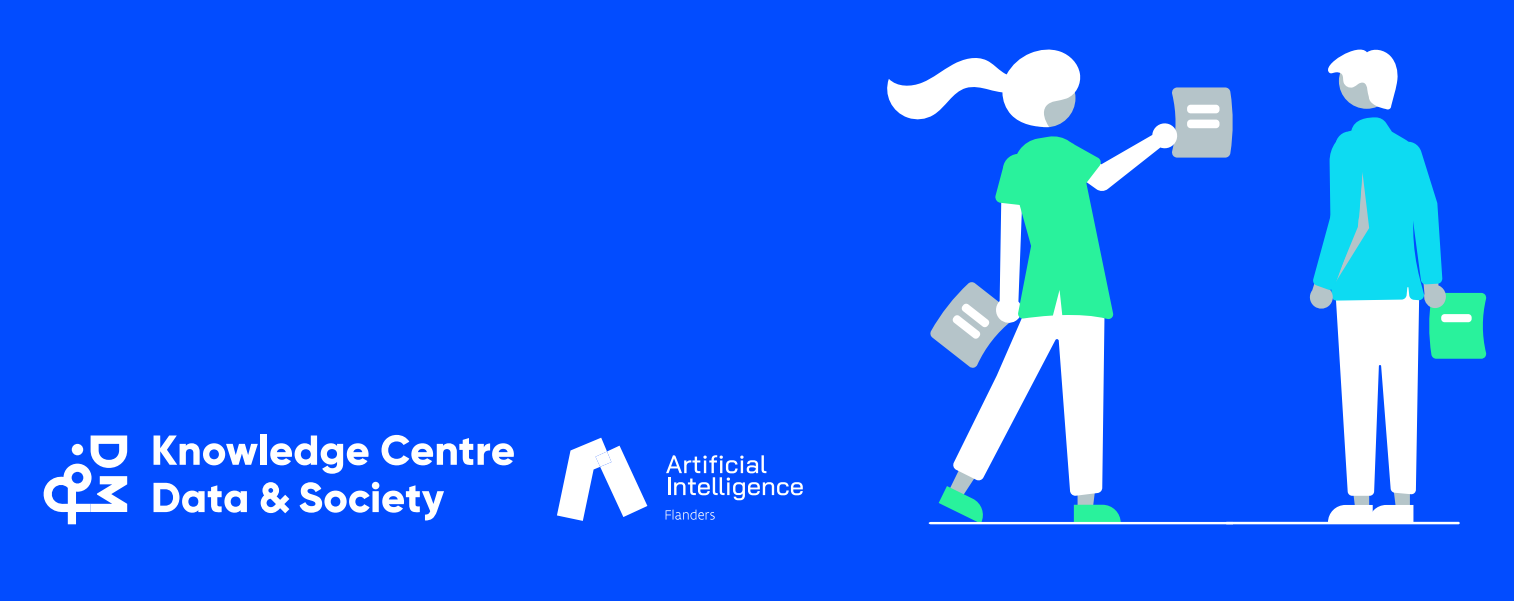 Knowledge Centre
Data & Society
Artificial
Intelligence
Flanders